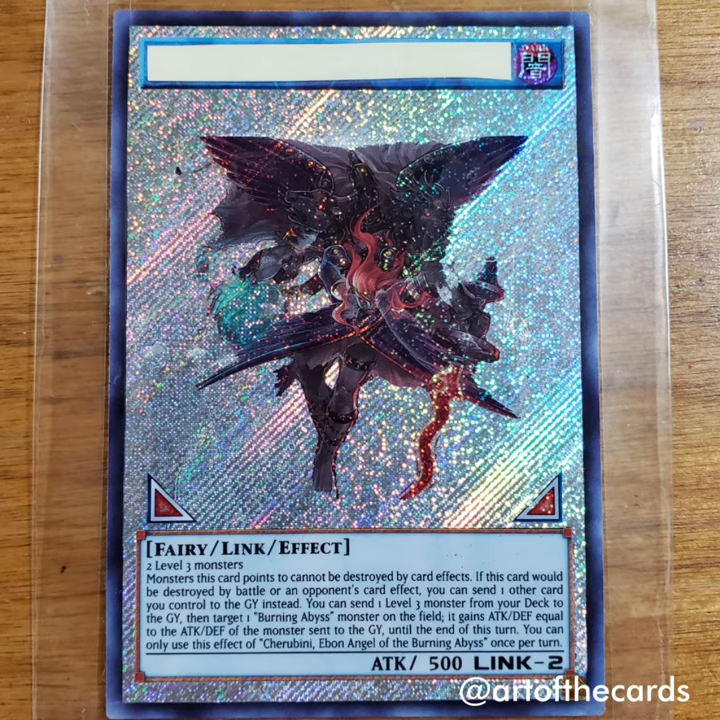 DARK
闇
[FAIRY/LINK/EFFECT]
2 Level 3 monsters
Monsters this card points to cannot be destroyed by card effects. If this card would
be destroyed by battle or an opponent's card effect, you can send 1 other card
you control to the GY instead. You can send 1 Level 3 monster from your Deck to
the GY, then target 1 "Burning Abyss" monster on the field; it gains ATK/DEF equal
to the ATK/DEF of the monster sent to the GY, until the end of this turn. You can
only use this effect of "Cherubini, Ebon Angel of the Burning Abyss" once per turn.
ATK/ 500 LINK-2
@artofthecards